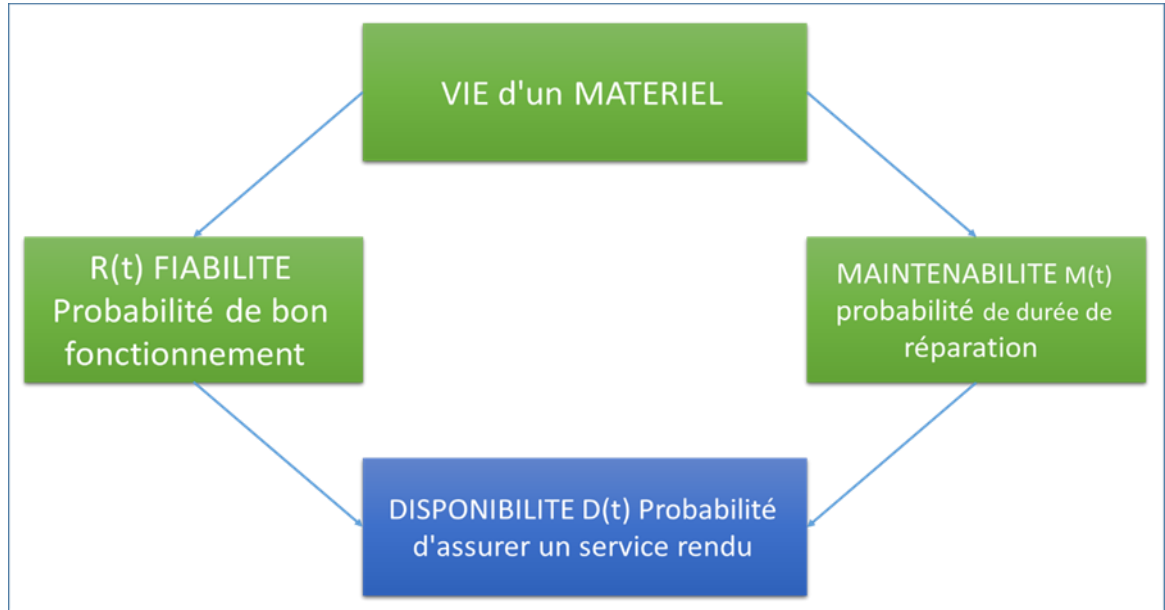 VIE d'un MATERIEL
R(t) FIABILITE
Probabilité de bon
fonctionnement
MAINTENABILITE M(t)
probabilité de durée de
réparation
DISPONIBILITE D(t) Probabilité
d'assurer un service rendu